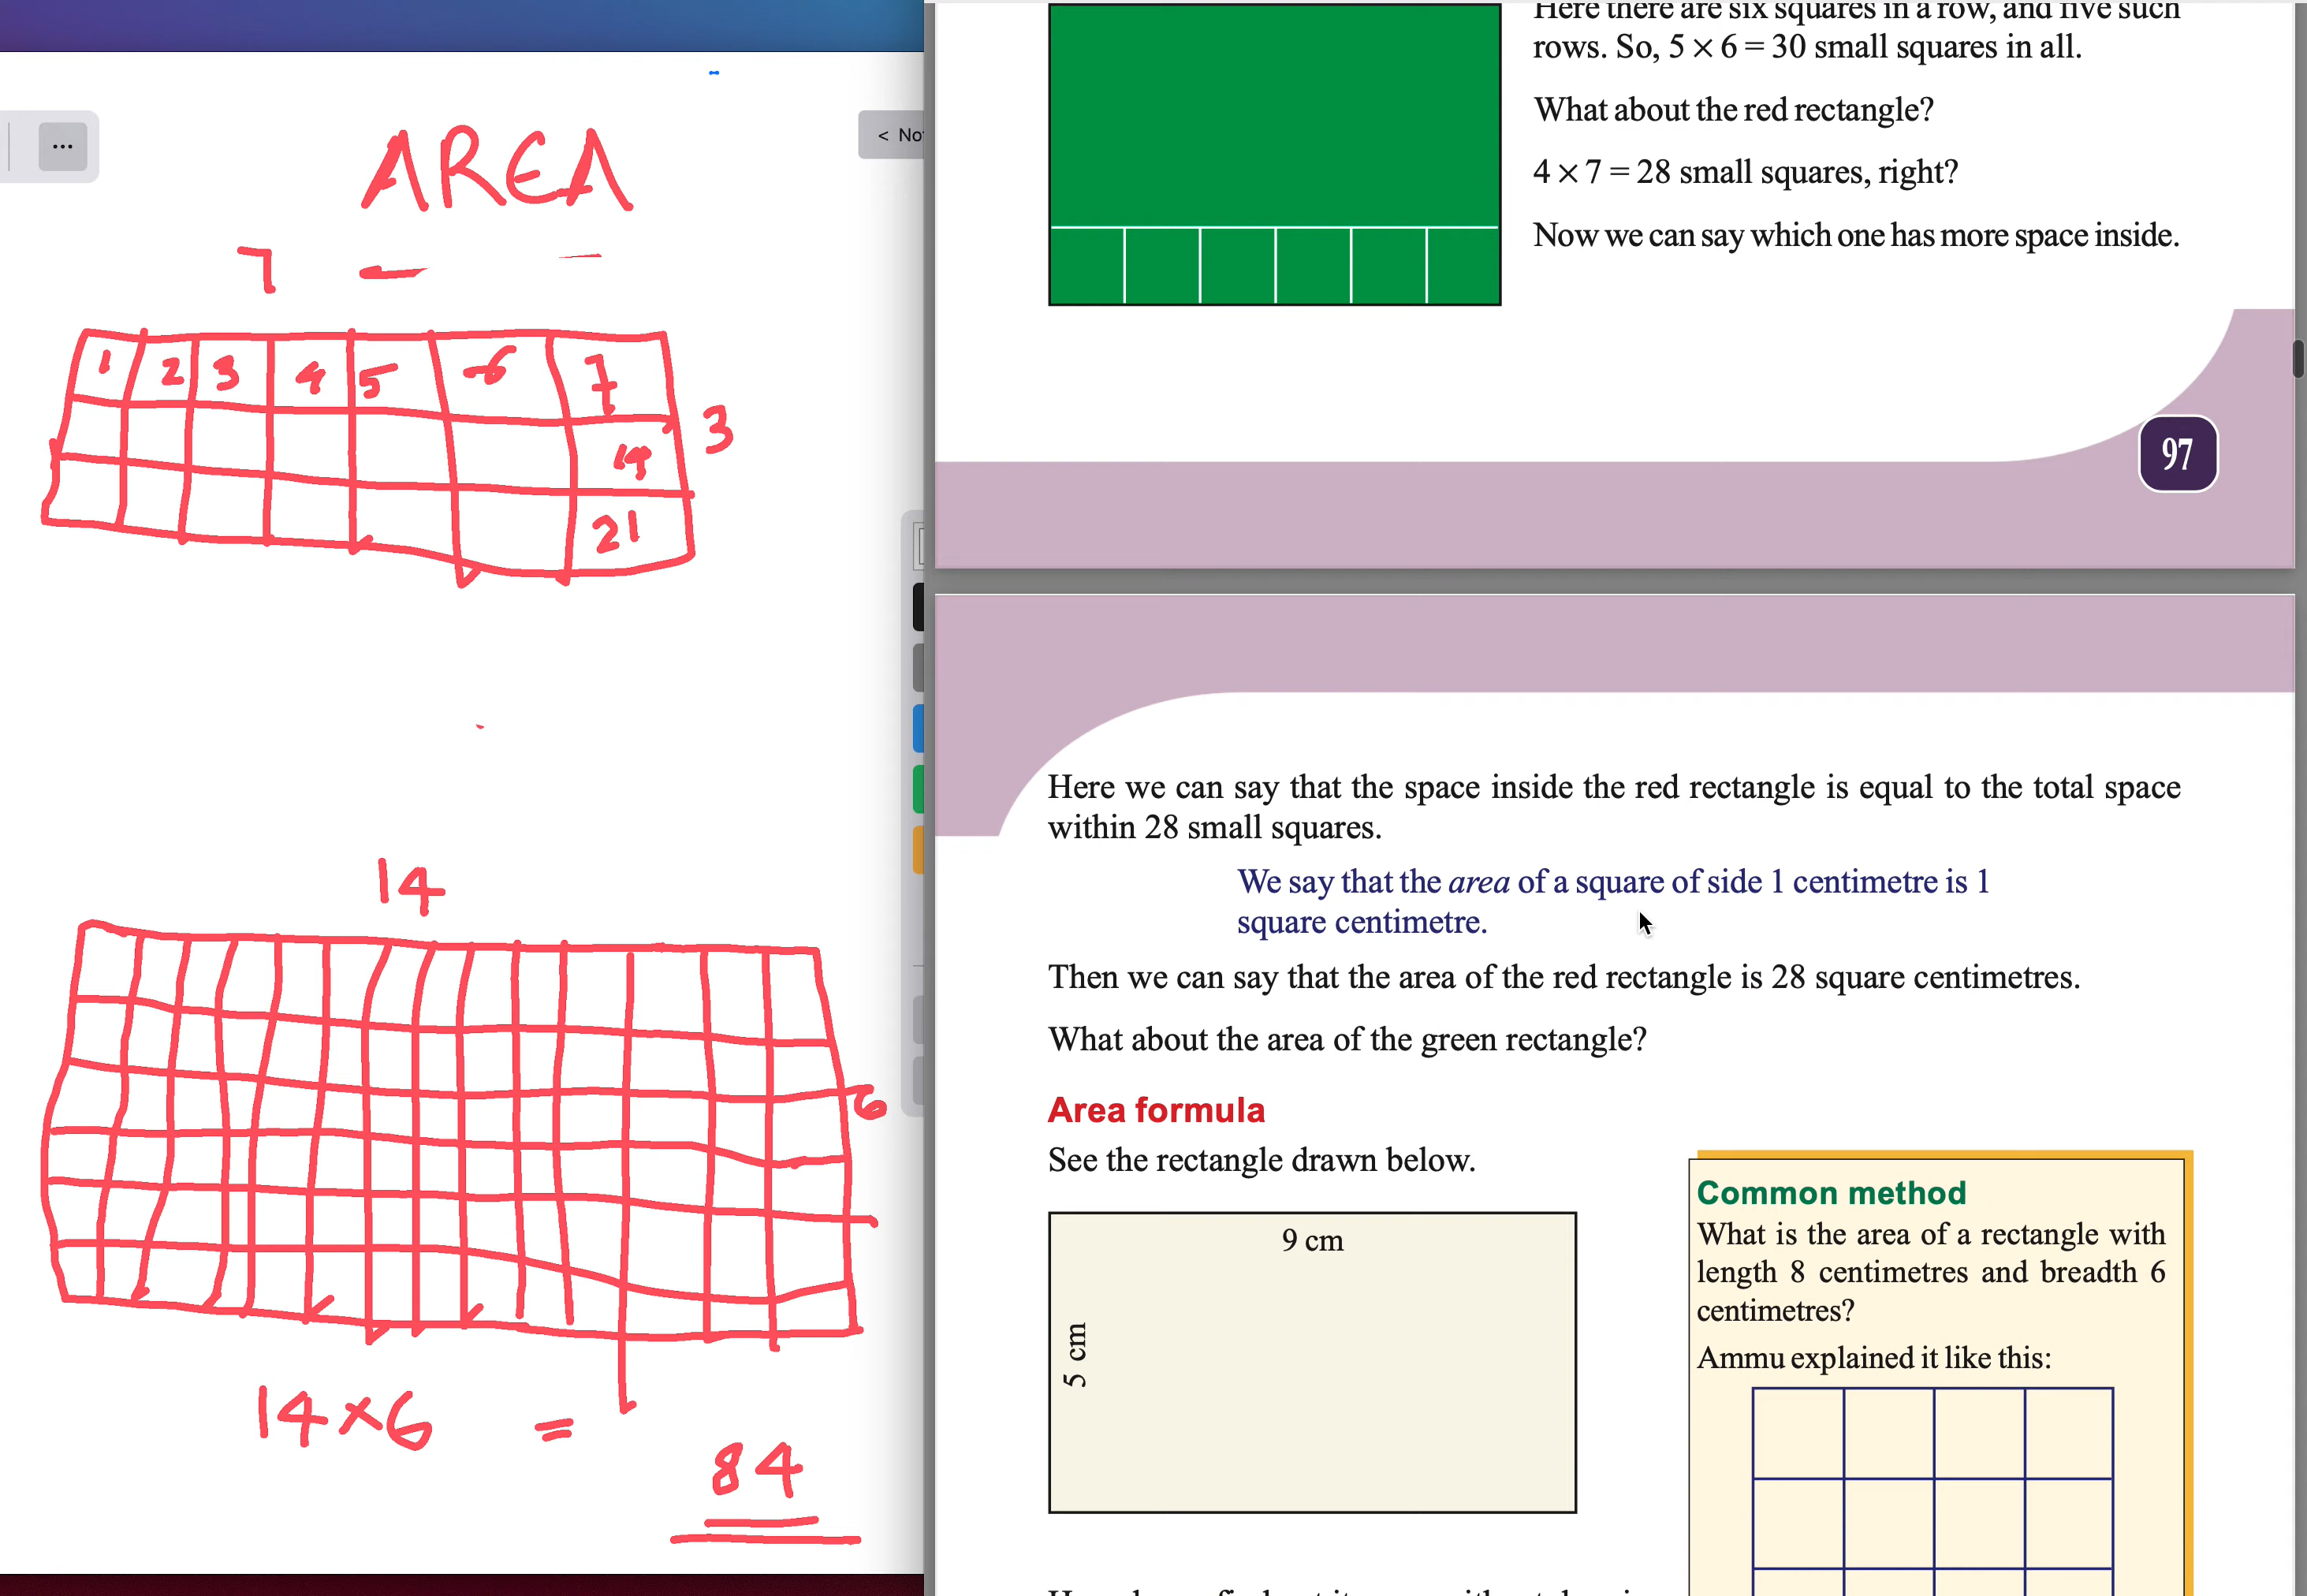 ...
< No
AREA
7
1 2 3 4 5 6 7
14
21
3
14
6
14×6 =
84
Here there are six squares in a row, and five such
rows. So, 5 × 6 = 30 small squares in all.
What about the red rectangle?
4 × 7 = 28 small squares, right?
Now we can say which one has more space inside.
97
Here we can say that the space inside the red rectangle is equal to the total space
within 28 small squares.
We say that the area of a square of side 1 centimetre is 1
square centimetre.
Then we can say that the area of the red rectangle is 28 square centimetres.
What about the area of the green rectangle?
Area formula
See the rectangle drawn below.
9 cm
5 cm
Common method
What is the area of a rectangle with
length 8 centimetres and breadth 6
centimetres?
Ammu explained it like this: